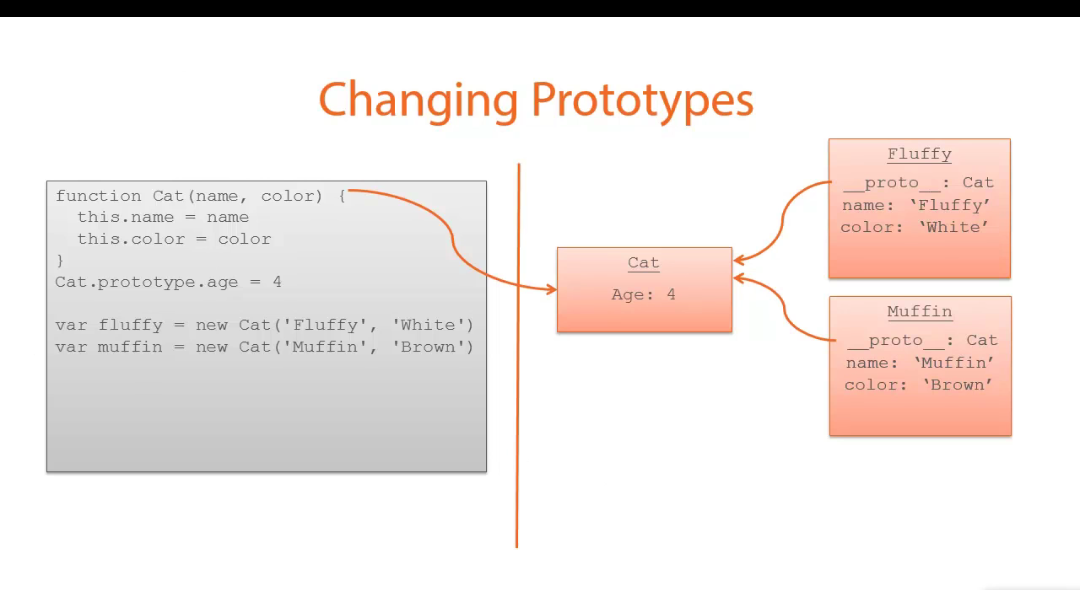 Changing Prototypes
function Cat(name, color) {
  this.name = name
  this.color = color
}
Cat.prototype.age = 4
var fluffy = new Cat('Fluffy', 'White')
var muffin = new Cat('Muffin', 'Brown')
Cat
Age: 4
Fluffy
__proto__: Cat
name: ‘Fluffy’
color: ‘White’
Muffin
__proto__: Cat
name: ‘Muffin’
color: ‘Brown’